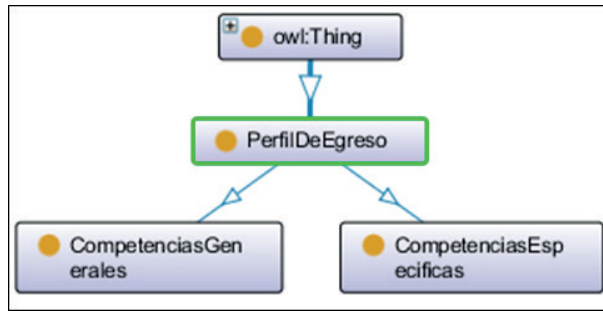 owl:Thing
PerfilDeEgreso
CompetenciasGen
erales
CompetenciasEsp
ecificas